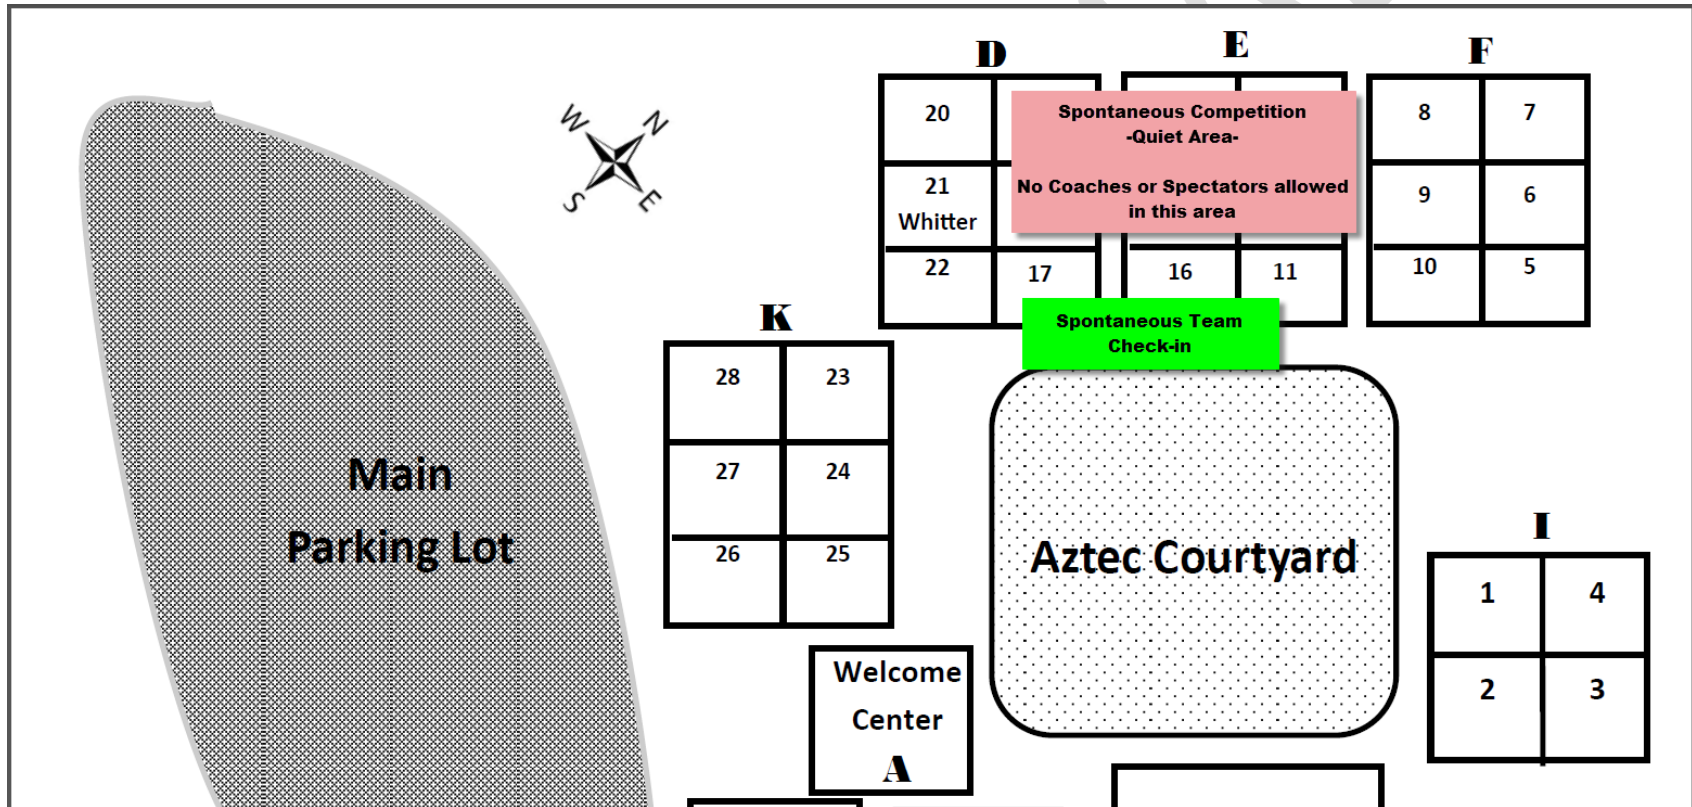 D
E
F
20
Spontaneous Competition
-Quiet Area-
No Coaches or Spectators allowed
in this area
8
7
W
N
S
E
21
Whitter
9
6
22
17
16
11
10
5
Spontaneous Team
Check-in
K
28
23
27
24
26
25
Main
Parking Lot
Aztec Courtyard
I
1
4
2
3
Welcome
Center
A